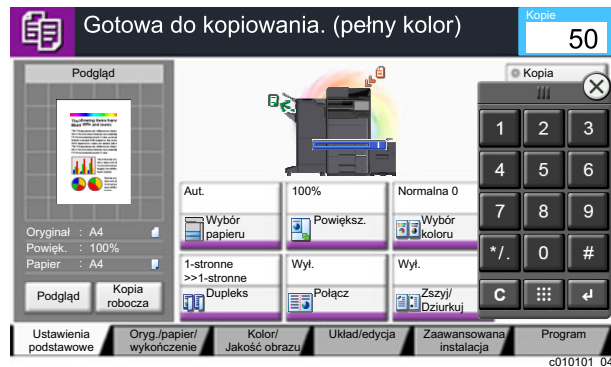 Gotowa do kopiowania. (pełny kolor)
Kopie
50
Podgląd
Kopia
Oryginał : A4
Powięk. : 100%
Papier : A4
Podgląd
Kopia
robocza
Aut.
Wybór
papieru
100%
Powiększ.
Normalna 0
Wybór
koloru
1-stronne
>>1-stronne
Dupleks
Wył.
Połącz
Wył.
Zszyj/
Dziurkuj
1 2 3
4 5 6
7 8 9
*/. 0 #
C
Ustawienia
podstawowe
Oryg./papier/
wykończenie
Kolor/
Jakość obrazu
Układ/edycja
Zaawansowana
instalacja
Program
c010101_04